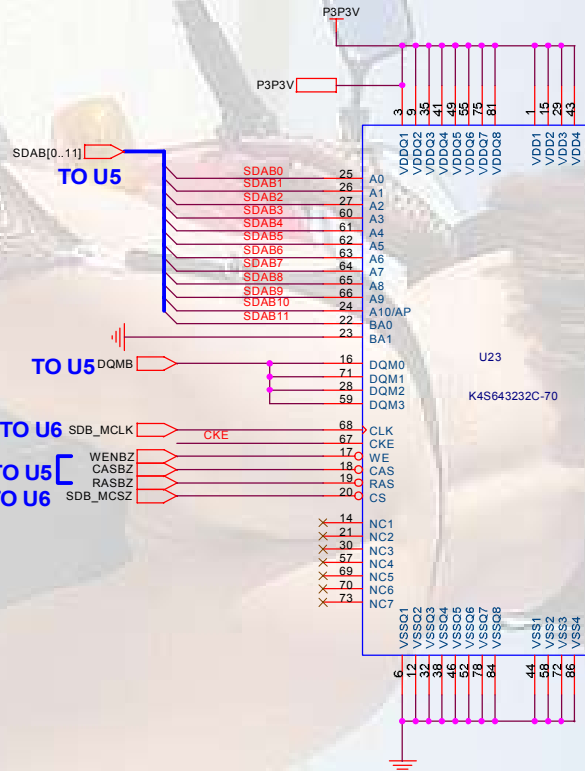 P3P3V
P3P3V
3 9 35 41 49 55 75 81 1 15 29 43
VDDQ1 VDDQ2 VDDQ3 VDDQ4 VDDQ5 VDDQ6 VDDQ7 VDDQ8 VDD1 VDD2 VDD3 VDD4
SDAB[0..11]
TO U5
SDAB0 25 A0
SDAB1 26 A1
SDAB2 27 A2
SDAB3 60 A3
SDAB4 61 A4
SDAB5 62 A5
SDAB6 63 A6
SDAB7 64 A7
SDAB8 65 A8
SDAB9 66 A9
SDAB10 24 A10/AP
SDAB11 22 BA0
23 BA1
U23
K4S643232C-70
TO U5 DQMB 16 DQM0
71 DQM1
28 DQM2
59 DQM3
TO U6 SDB_MCLK 68 CLK
CKE 67 CKE
WENBZ 17 WE
TO U5 CASBZ 18 CAS
RASBZ 19 RAS
TO U6 SDB_MCSZ 20 CS
14 NC1
21 NC2
30 NC3
57 NC4
69 NC5
70 NC6
73 NC7
VSSQ1 VSSQ2 VSSQ3 VSSQ4 VSSQ5 VSSQ6 VSSQ7 VSSQ8 VSS1 VSS2 VSS3 VSS4
6 12 32 38 46 52 78 84 44 58 72 86